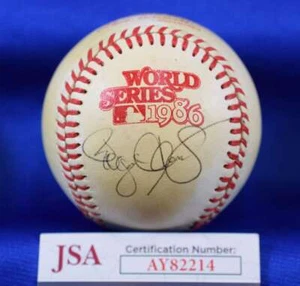 WORLD
SERIES
1986
JSA
Certification Number:
AY82214